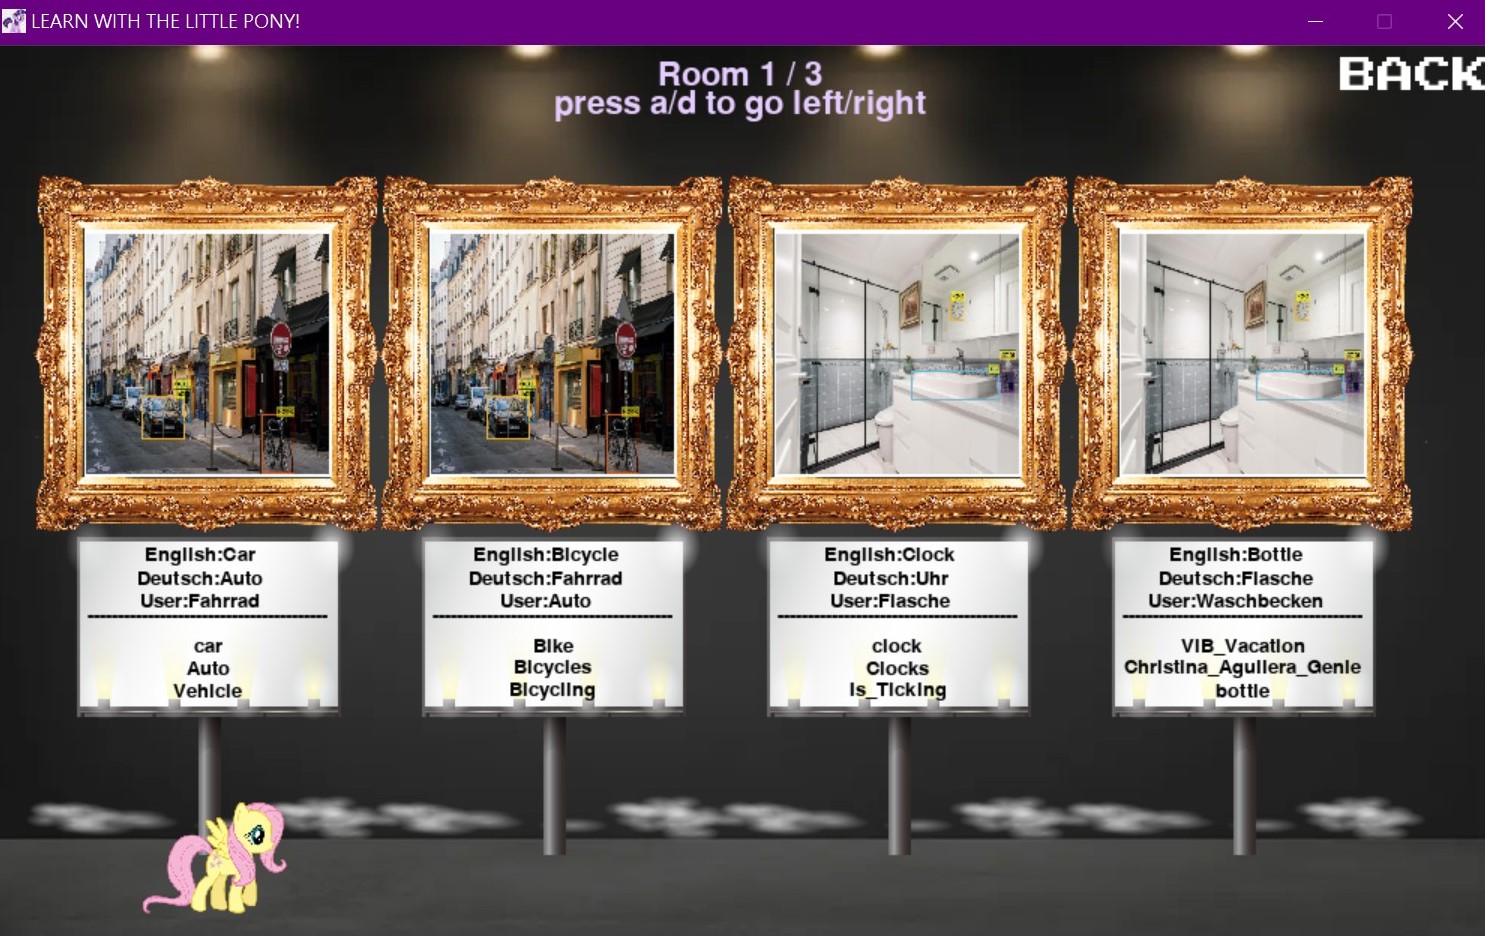 LEARN WITH THE LITTLE PONY!
Room 1 / 3
press a/d to go left/right
BACK
English:Car
Deutsch:Auto
User:Fahrrad
car
Auto
Vehicle
English:Bicycle
Deutsch:Fahrrad
User:Auto
Bike
Bicycles
Bicycling
English:Clock
Deutsch:Uhr
User:Flasche
clock
Clocks
Is_Ticking
English:Bottle
Deutsch:Flasche
User:Waschbecken
VIB_Vacation
Christina_Aguilera_Genie
bottle